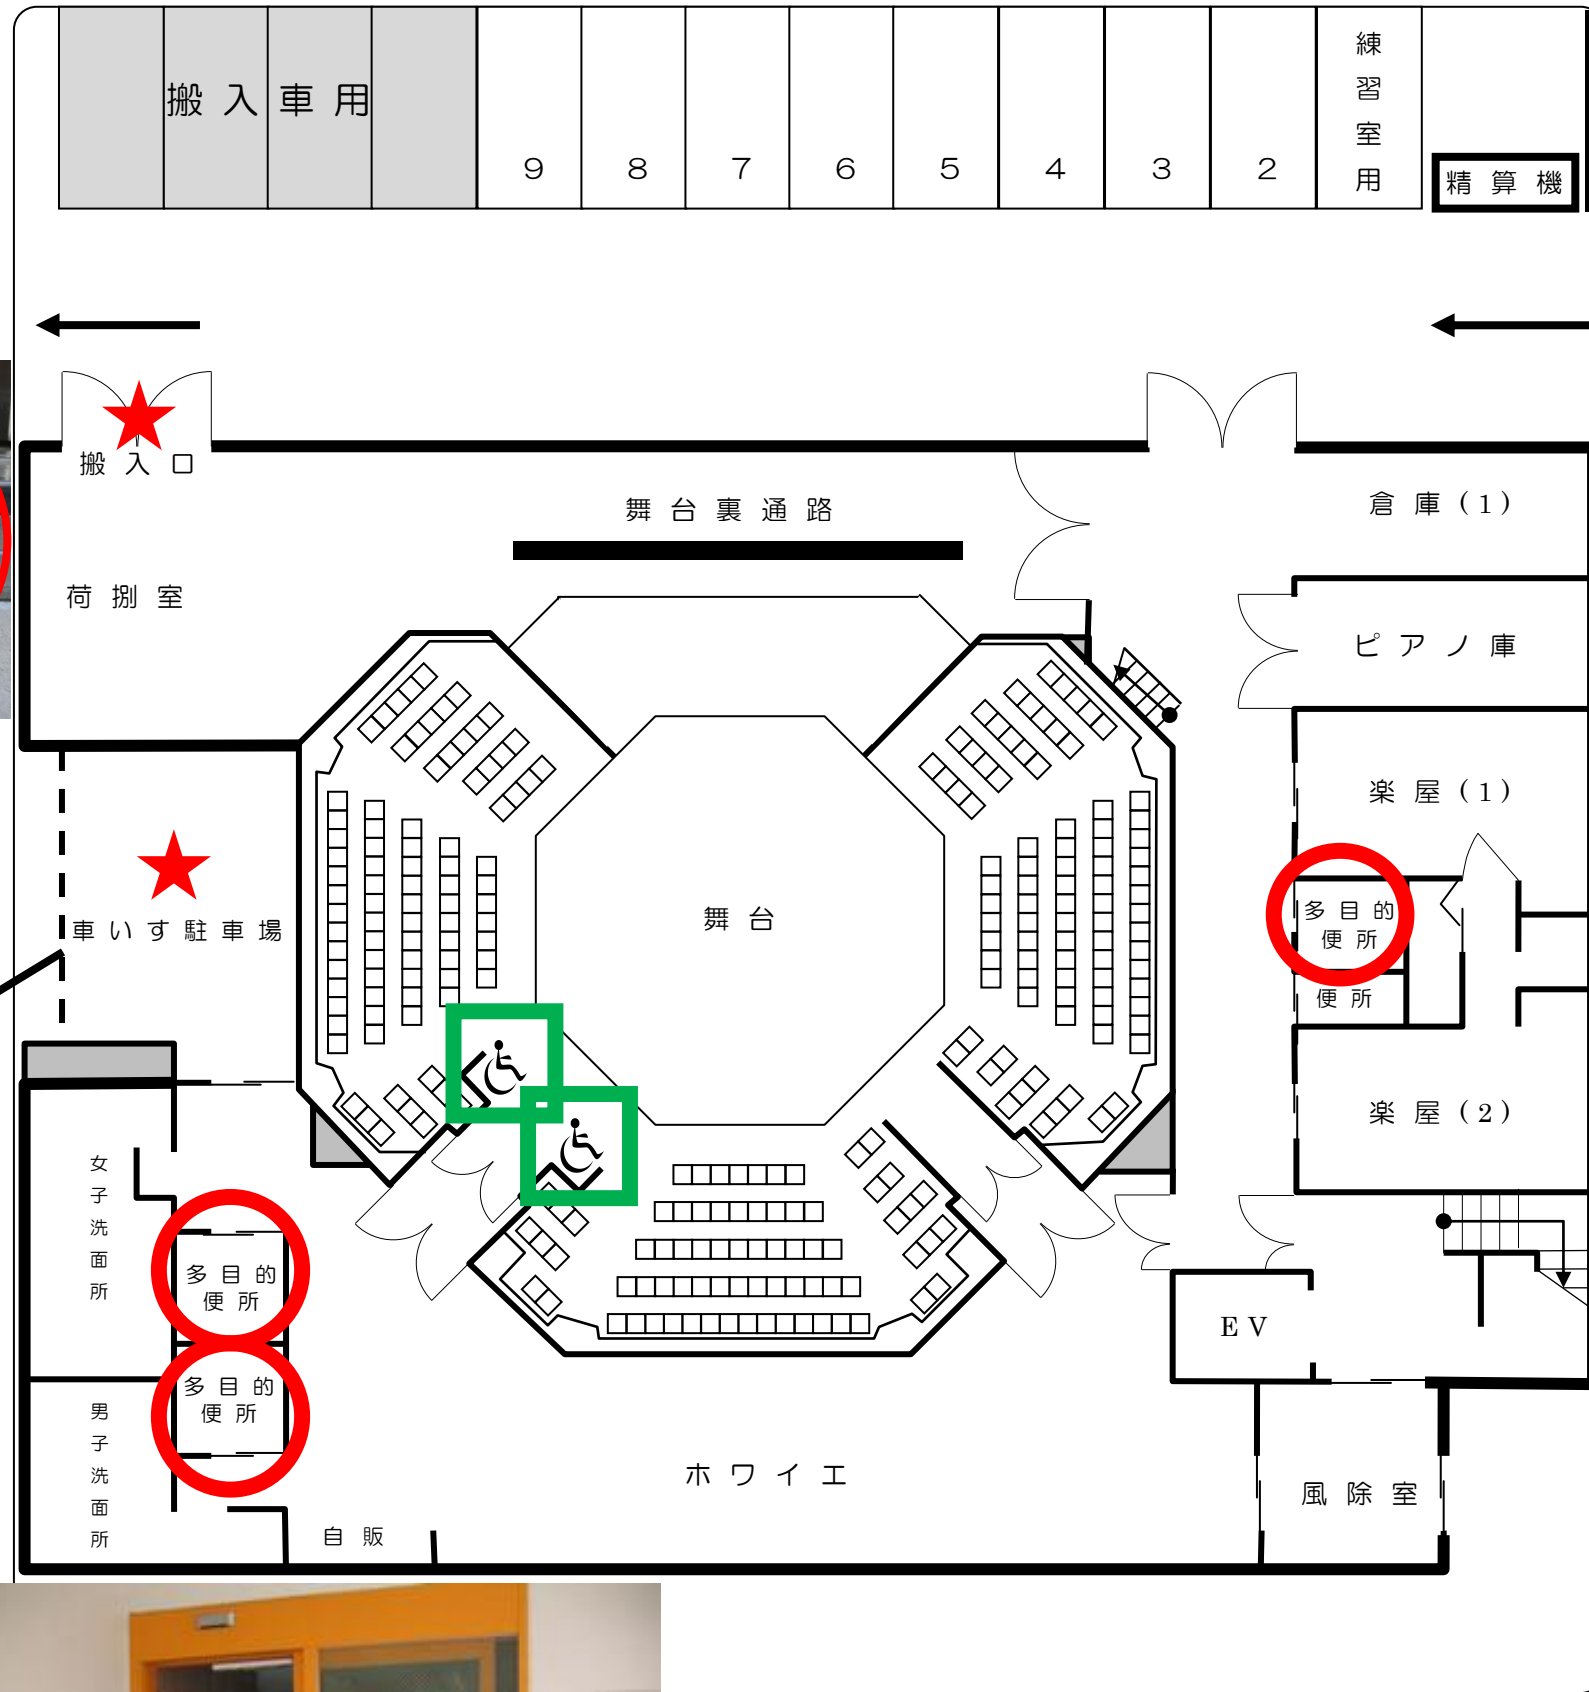 搬入車用
9
8
7
6
5
4
3
2
練習室用
精算機
搬入口
舞台裏通路
倉庫(1)
荷捌室
ピアノ庫
楽屋(1)
舞台
車いす駐車場
多目的
便所
便所
楽屋(2)
女子洗面所
多目的
便所
EV
多目的
便所
男子洗面所
ホワイエ
風除室
自販